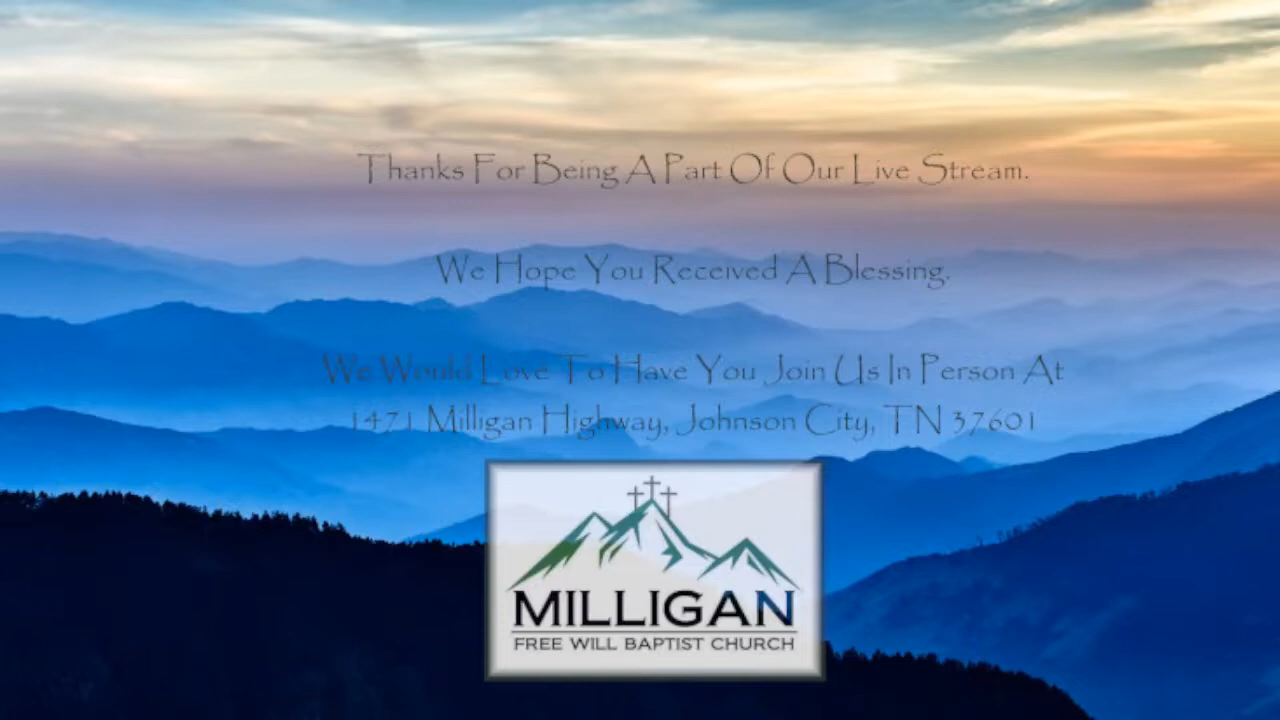 Thanks For Being A Part Of Our Live Stream.
We Hope You Received A Blessing.
We Would Love To Have You Join Us In Person At
1471 Milligan Highway, Johnson City, TN 37601
MILLIGAN
FREE WILL BAPTIST CHURCH